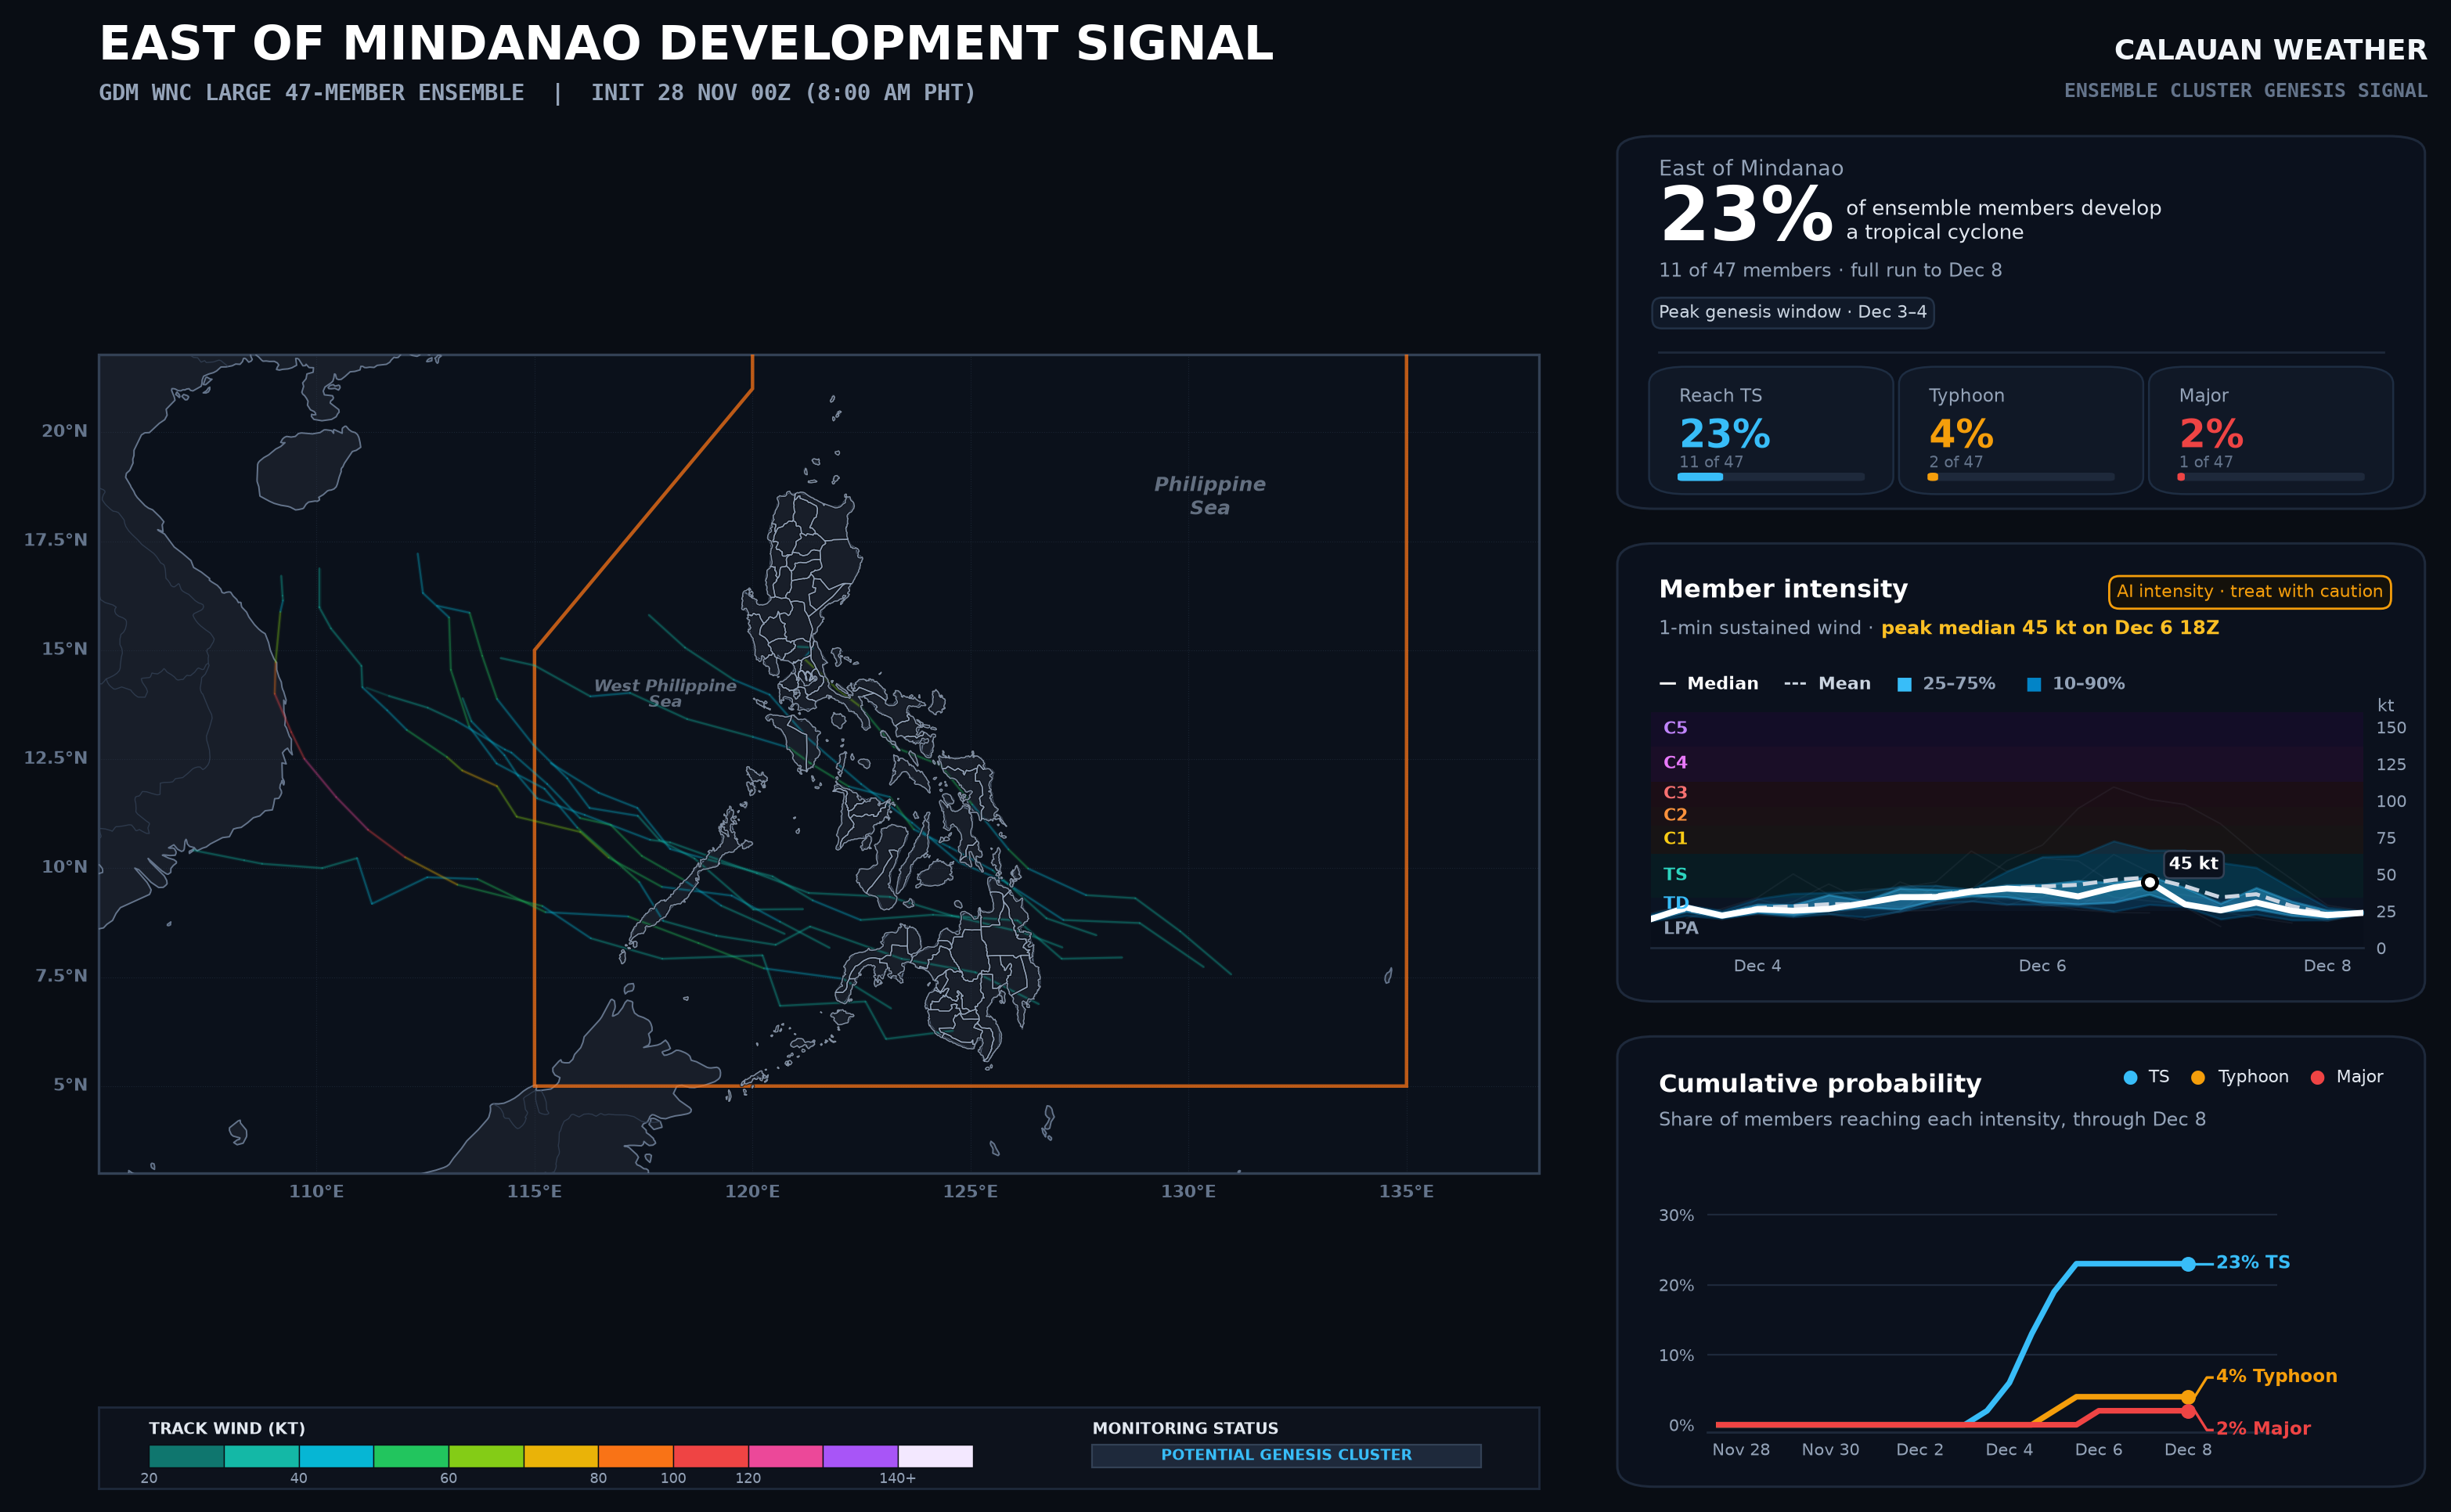 EAST OF MINDANAO DEVELOPMENT SIGNAL
GDM WNC LARGE 47-MEMBER ENSEMBLE | INIT 28 NOV 00Z (8:00 AM PHT)
CALAUAN WEATHER
ENSEMBLE CLUSTER GENESIS SIGNAL
20°N
17.5°N
15°N
12.5°N
10°N
7.5°N
5°N
110°E
115°E
120°E
125°E
130°E
135°E
Philippine
Sea
West Philippine
Sea
TRACK WIND (KT)
20
40
60
80
100
120
140+
MONITORING STATUS
POTENTIAL GENESIS CLUSTER
East of Mindanao
23% of ensemble members develop
a tropical cyclone
11 of 47 members · full run to Dec 8
Peak genesis window · Dec 3–4
Reach TS
23%
11 of 47
Typhoon
4%
2 of 47
Major
2%
1 of 47
Member intensity
AI intensity · treat with caution
1-min sustained wind · peak median 45 kt on Dec 6 18Z
Median
Mean
25–75%
10–90%
kt
C5
C4
C3
C2
C1
TS
TD
LPA
150
125
100
75
50
25
0
45 kt
Dec 4
Dec 6
Dec 8
Cumulative probability
TS
Typhoon
Major
Share of members reaching each intensity, through Dec 8
30%
20%
10%
0%
23% TS
4% Typhoon
2% Major
Nov 28
Nov 30
Dec 2
Dec 4
Dec 6
Dec 8